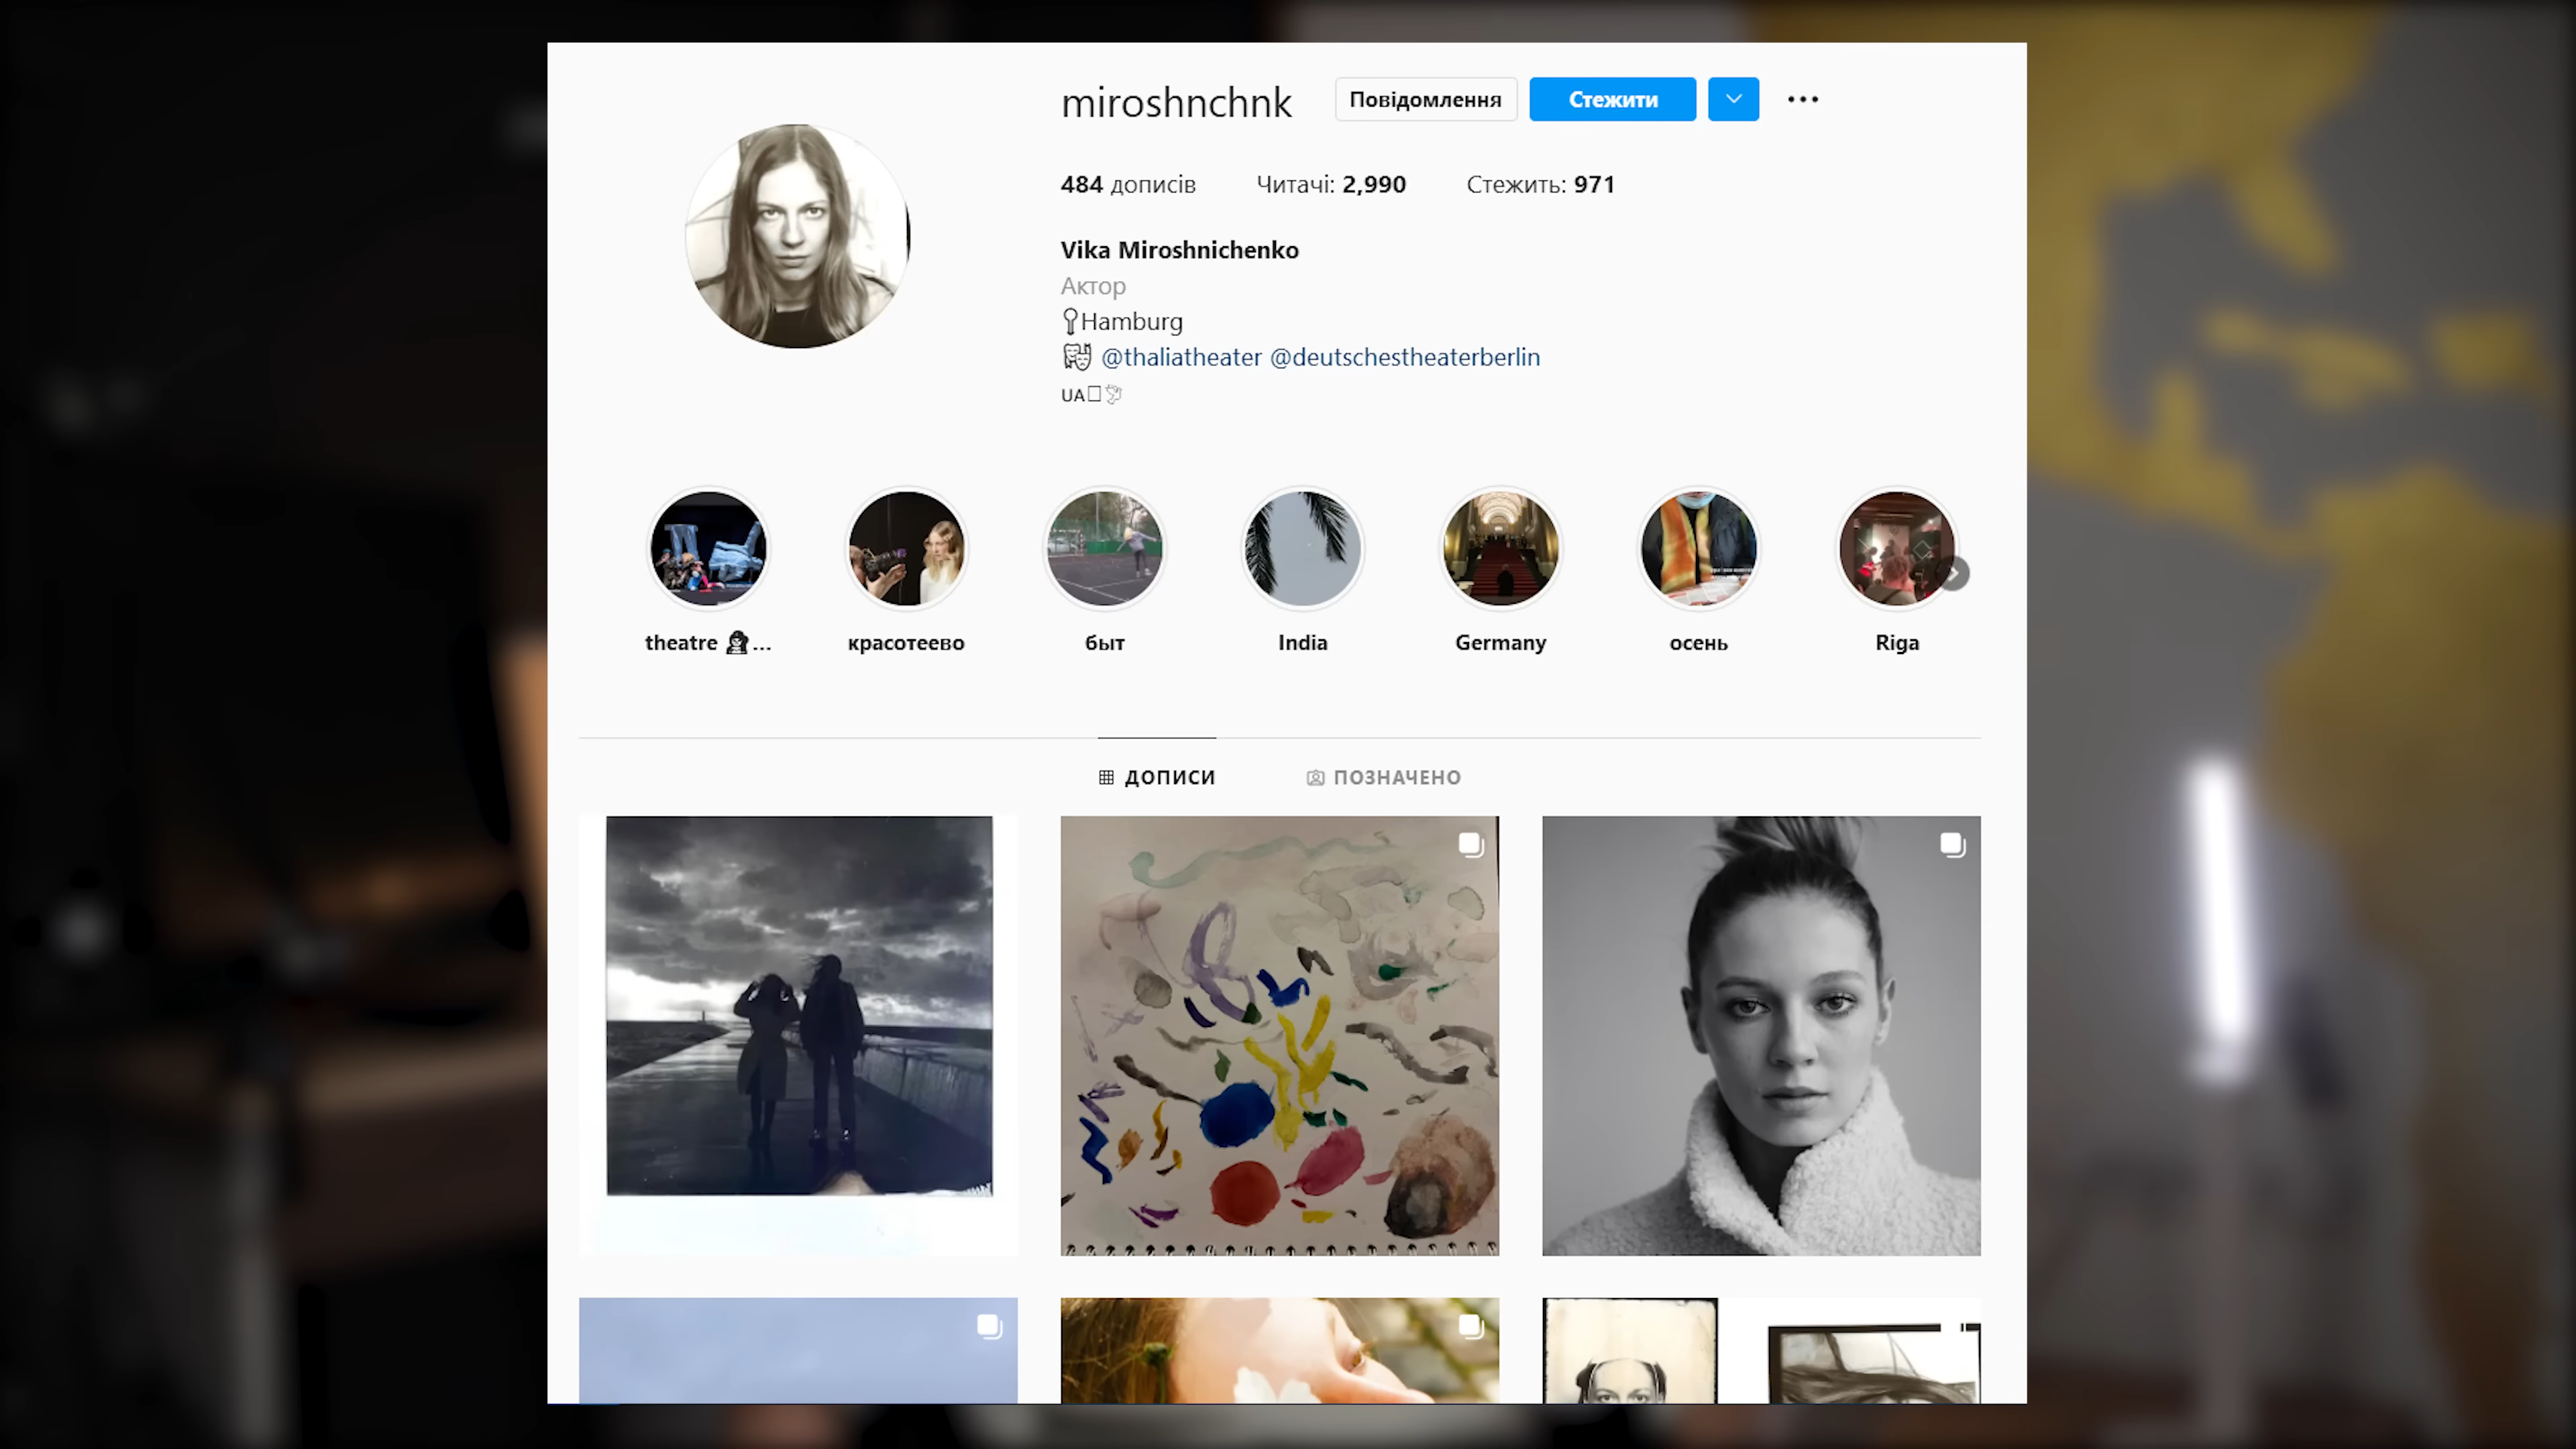 miroshnchnk Повідомлення Стежити
484 дописів Читачі: 2,990 Стежить: 971
Vika Miroshnichenko
Актор
Hamburg
@thaliatheater @deutschestheaterberlin
UA
theatre ... красотеево быт India Germany осень Riga
ДОПИСИ ПОЗНАЧЕНО